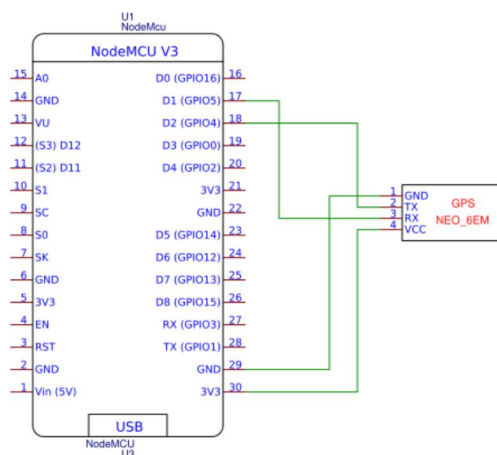 U1
NodeMcu
NodeMCU V3
15 A0
14 GND
13 VU
12 (S3) D12
11 (S2) D11
10 S1
9 SC
8 S0
7 SK
6 GND
5 3V3
4 EN
3 RST
2 GND
1 Vin (5V)
D0 (GPIO16) 16
D1 (GPIO5) 17
D2 (GPIO4) 18
D3 (GPIO0) 19
D4 (GPIO2) 20
3V3 21
GND 22
D5 (GPIO14) 23
D6 (GPIO12) 24
D7 (GPIO13) 25
D8 (GPIO15) 26
RX (GPIO3) 27
TX (GPIO1) 28
GND 29
3V3 30
USB
NodeMCU
U3
1 GND
2 TX
3 RX
4 VCC
GPS
NEO_6EM